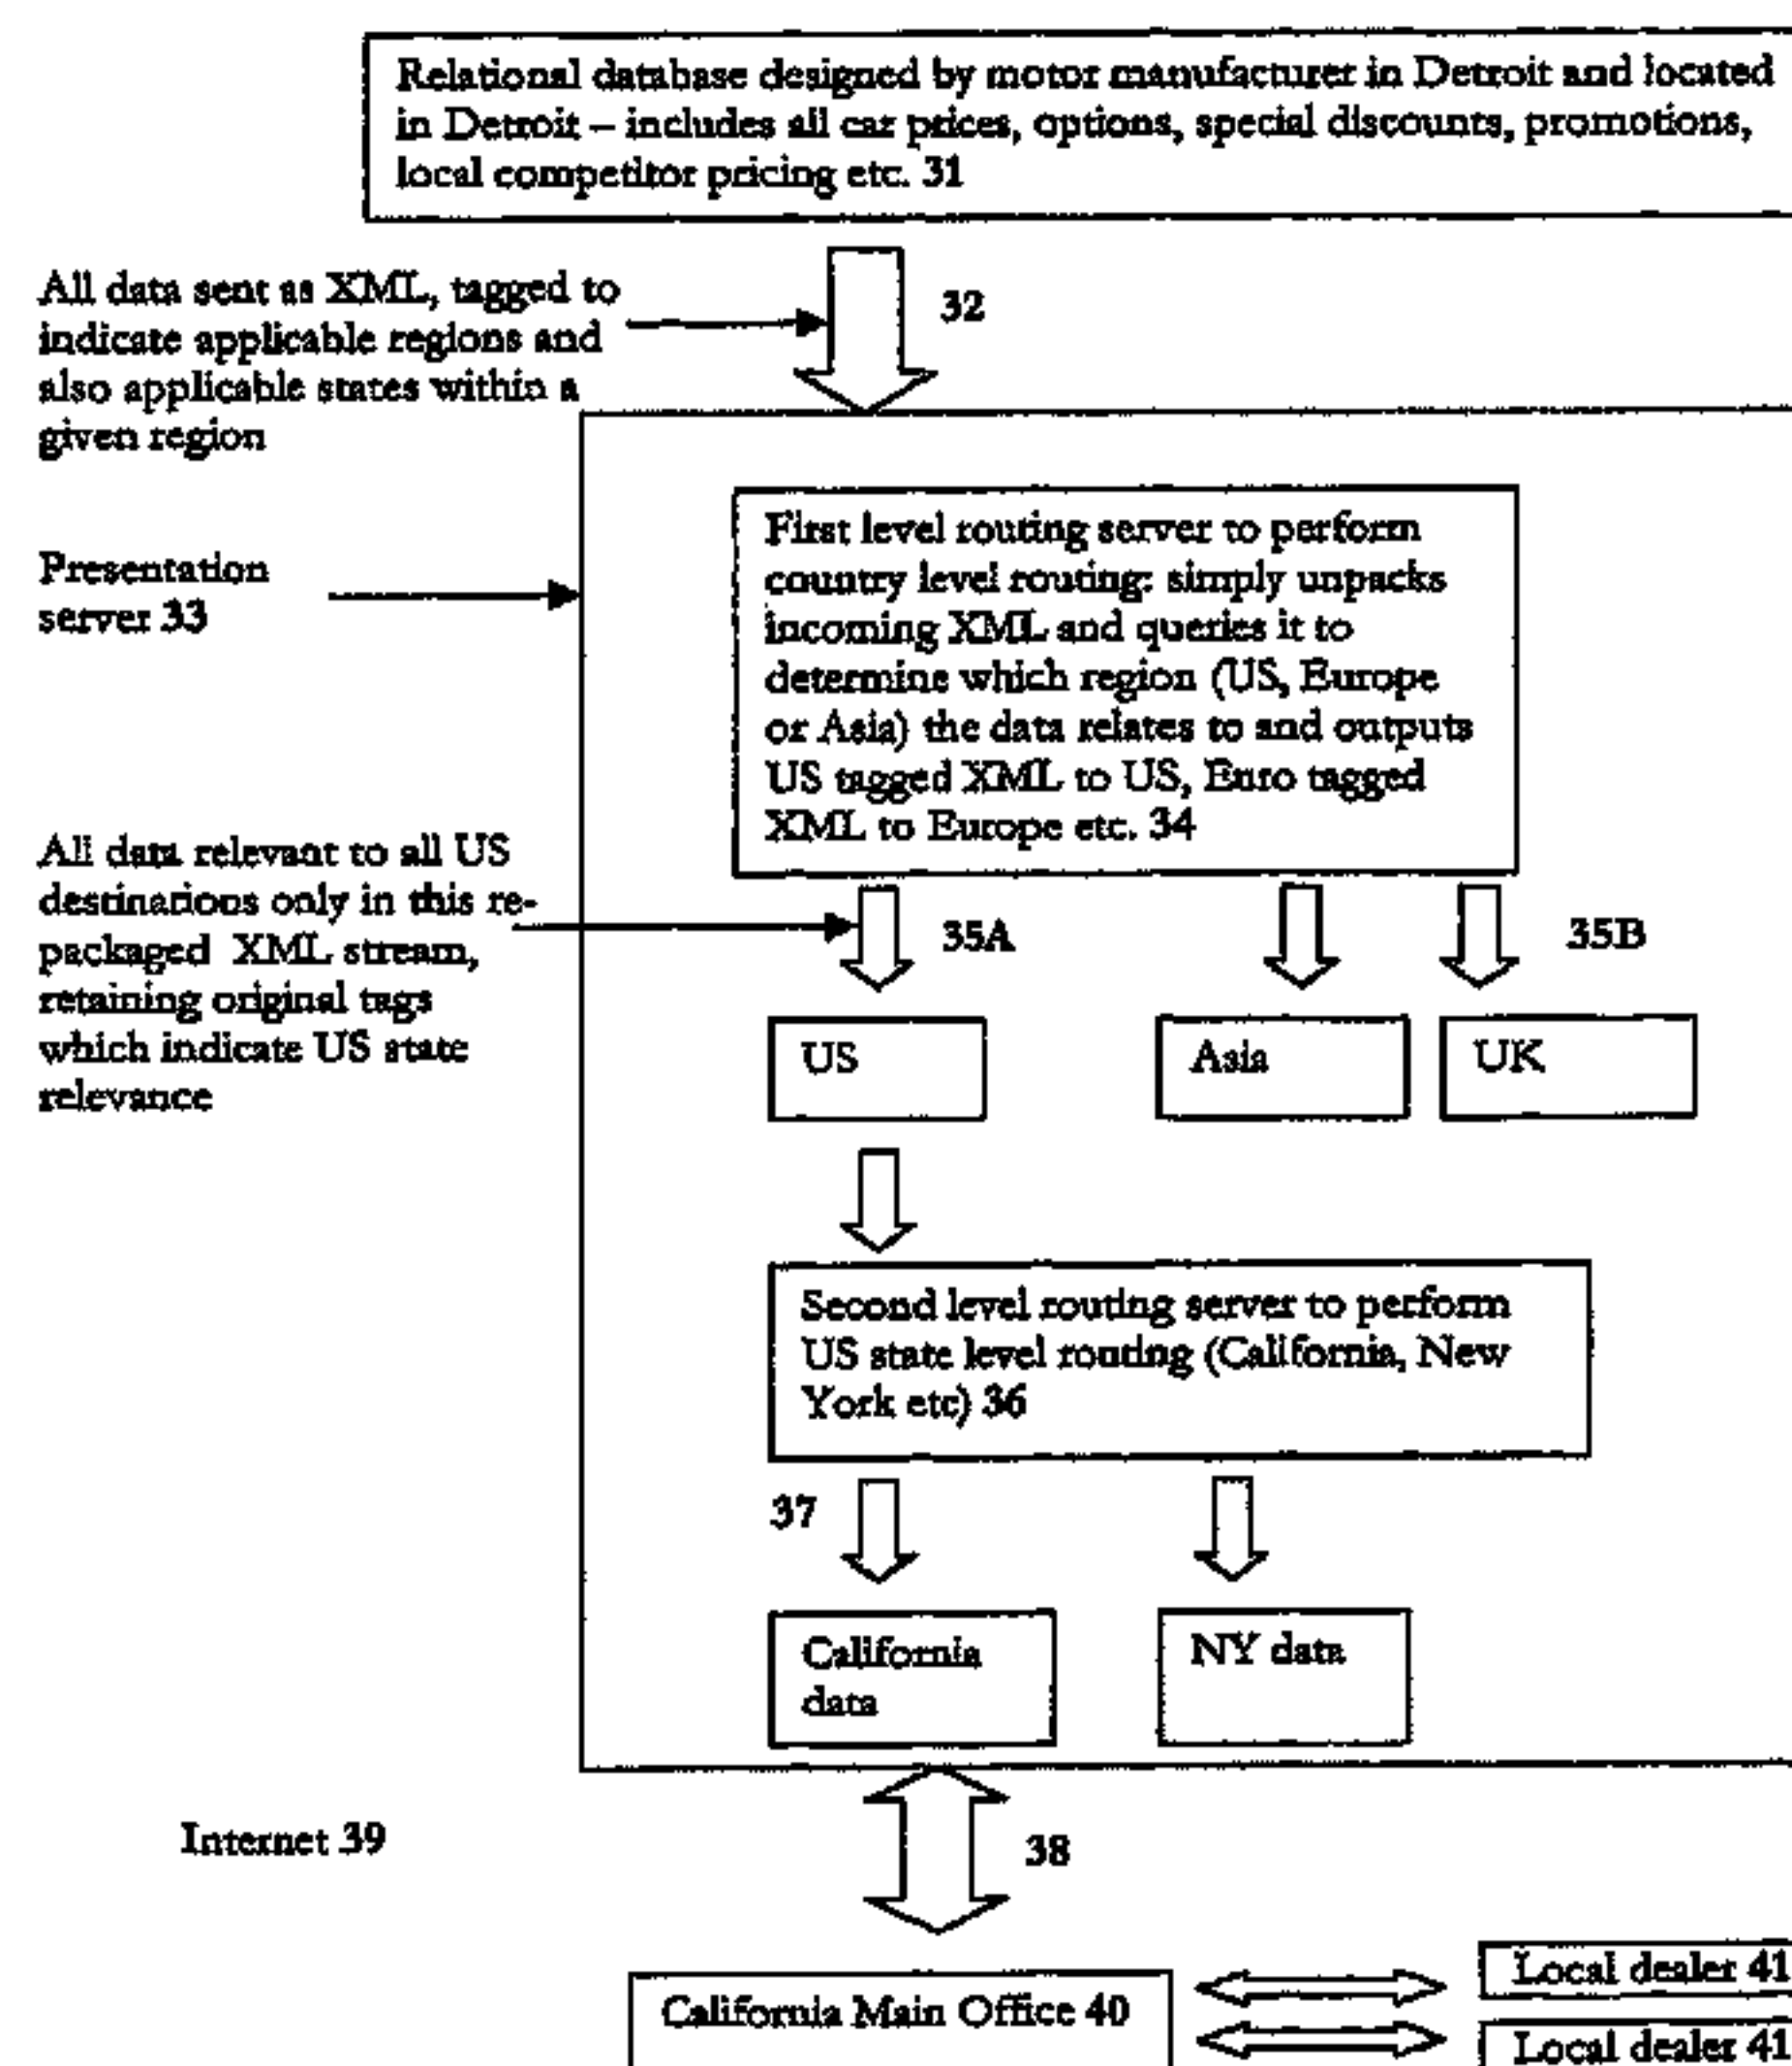 Relational database designed by motor manufacturer in Detroit and located
in Detroit – includes all car prices, options, special discounts, promotions,
local competitor pricing etc. 31
All data sent as XML, tagged to
indicate applicable regions and
also applicable states within a
given region
32
Presentation
server 33
First level routing server to perform
country level routing: simply unpacks
incoming XML and queries it to
determine which region (US, Europe
or Asia) the data relates to and outputs
US tagged XML to US, Euro tagged
XML to Europe etc. 34
All data relevant to all US
destinations only in this re-
packaged XML stream,
retaining original tags
which indicate US state
relevance
35A
35B
US
Asia
UK
Second level routing server to perform
US state level routing (California, New
York etc) 36
37
California
data
NY data
Internet 39
38
California Main Office 40
Local dealer 41
Local dealer 41